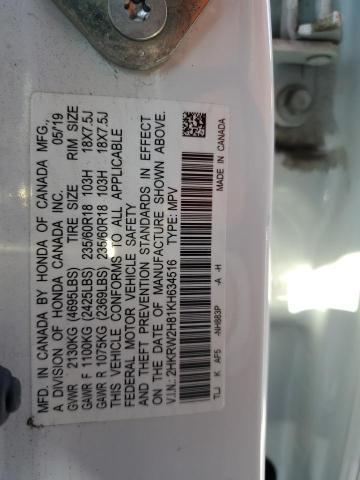 MFD. IN CANADA BY HONDA OF CANADA MFG.,
A DIVISION OF HONDA CANADA INC. 05/19
TIRE SIZE RIM SIZE
GVWR 2130KG (4695LBS)
GAWR F 1100KG (2425LBS) 235/60R18 103H 18X7.5J
GAWR R 1075KG (2369LBS) 235/60R18 103H 18X7.5J
THIS VEHICLE CONFORMS TO ALL APPLICABLE
FEDERAL MOTOR VEHICLE SAFETY
AND THEFT PREVENTION STANDARDS IN EFFECT
ON THE DATE OF MANUFACTURE SHOWN ABOVE.
V.I.N: 2HKRW2H81KH634516 TYPE: MPV
TLJ K AF5 -NH883P -A -H
MADE IN CANADA